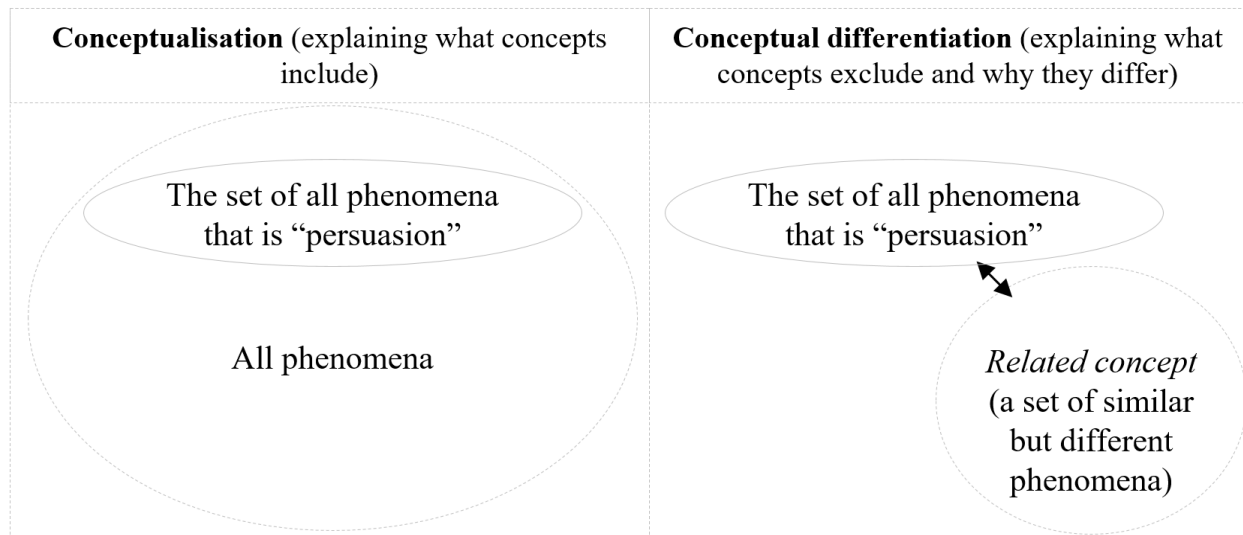 Conceptualisation (explaining what concepts
include)
Conceptual differentiation (explaining what
concepts exclude and why they differ)
The set of all phenomena
that is “persuasion”
All phenomena
The set of all phenomena
that is “persuasion”
Related concept
(a set of similar
but different
phenomena)